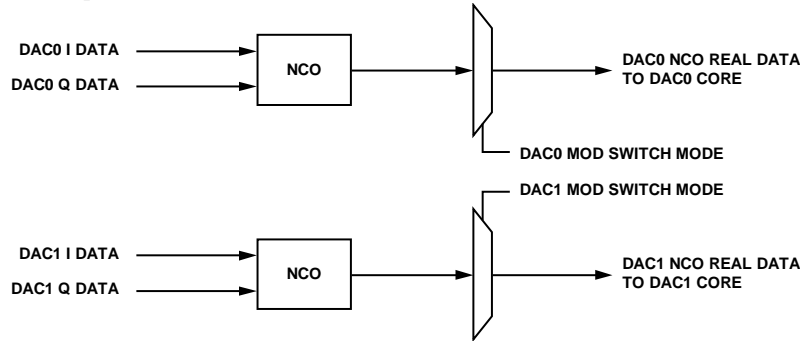 DAC0 I DATA
DAC0 Q DATA
NCO
DAC0 NCO REAL DATA
TO DAC0 CORE
DAC0 MOD SWITCH MODE
DAC1 MOD SWITCH MODE
DAC1 I DATA
DAC1 Q DATA
NCO
DAC1 NCO REAL DATA
TO DAC1 CORE